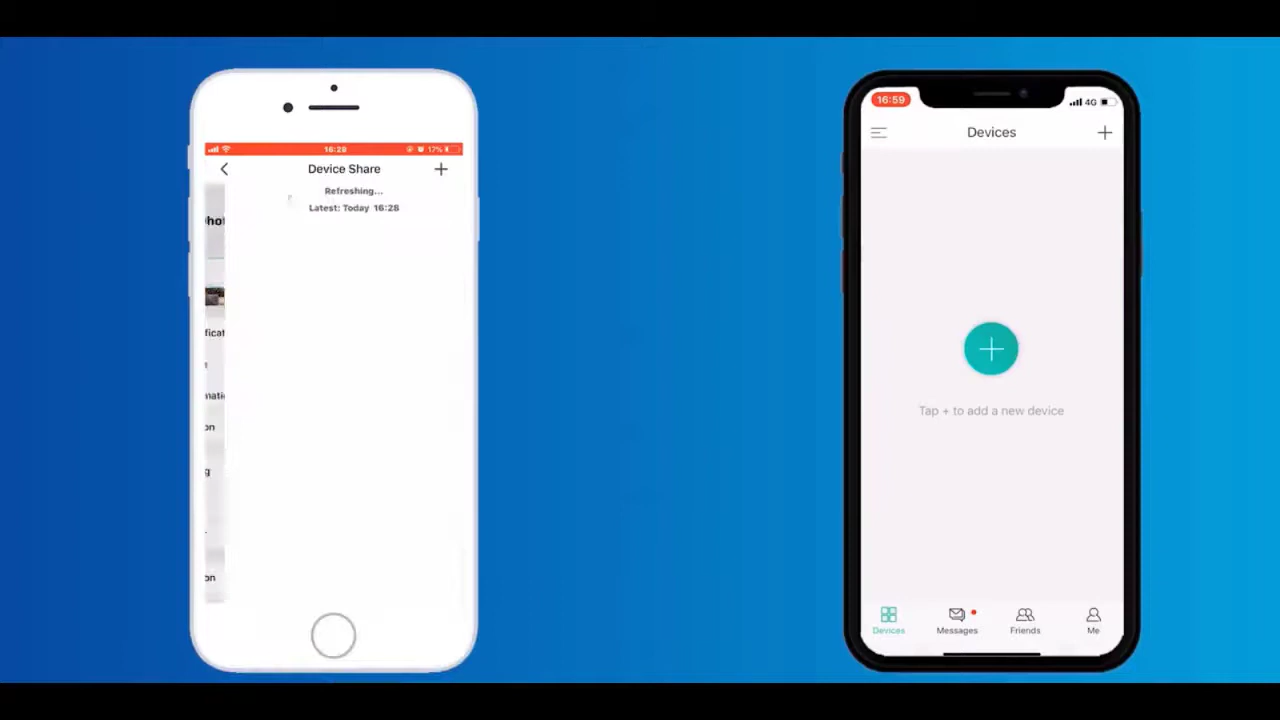 16:28
17%
Device Share
Refreshing...
Latest: Today 16:28
16:59
4G
Devices
Tap + to add a new device
Devices
Messages
Friends
Me